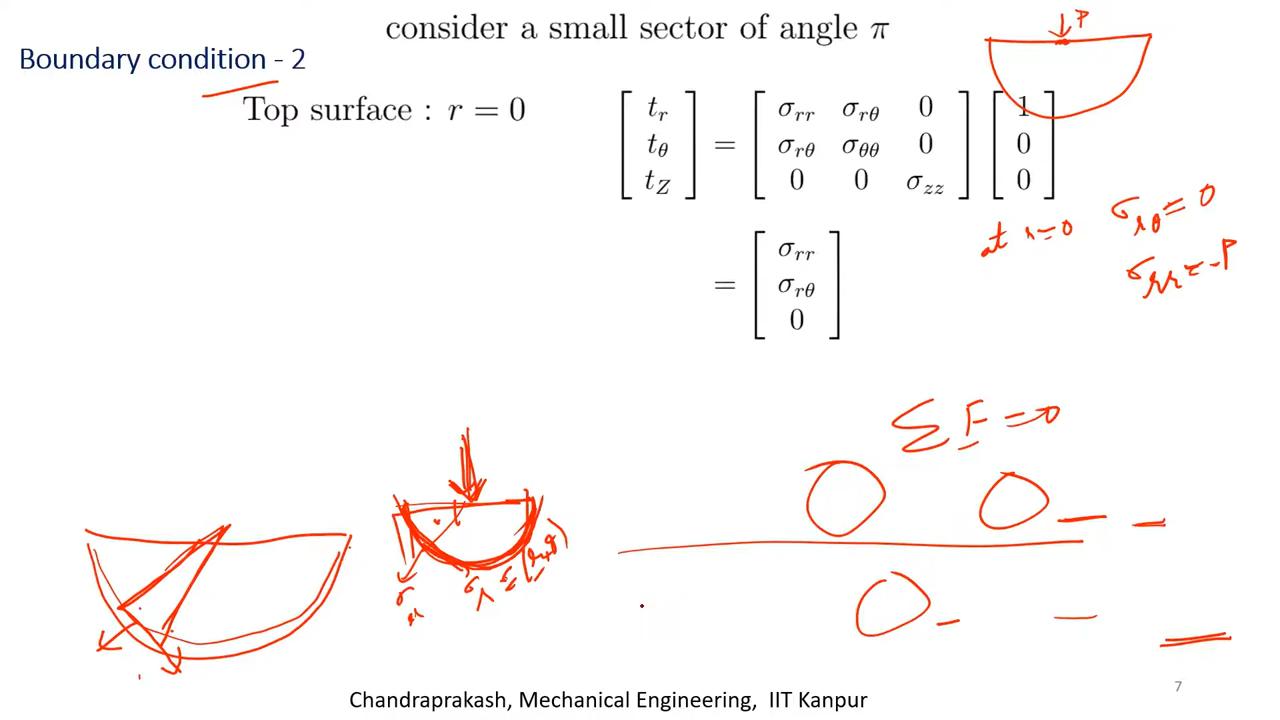 consider a small sector of angle π
Boundary condition - 2
P
Top surface : r = 0
[ t_r t_θ t_Z ] = [ σ_rr σ_rθ 0 ; σ_rθ σ_θθ 0 ; 0 0 σ_zz ] [ 1 0 0 ]
= [ σ_rr σ_rθ 0 ]
at r=0 σ_rθ = 0
σ_rr = -P
Σ F = 0
Chandraprakash, Mechanical Engineering, IIT Kanpur
7